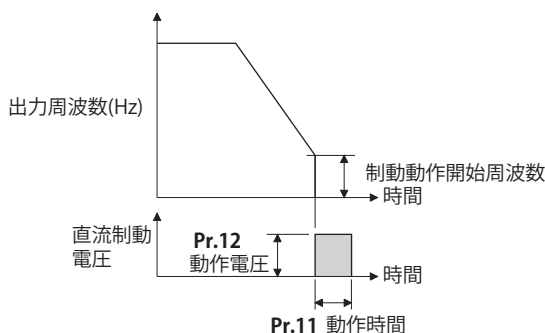 出力周波数(Hz)
制動動作開始周波数
時間
直流制動
電圧
Pr.12
動作電圧
時間
Pr.11 動作時間